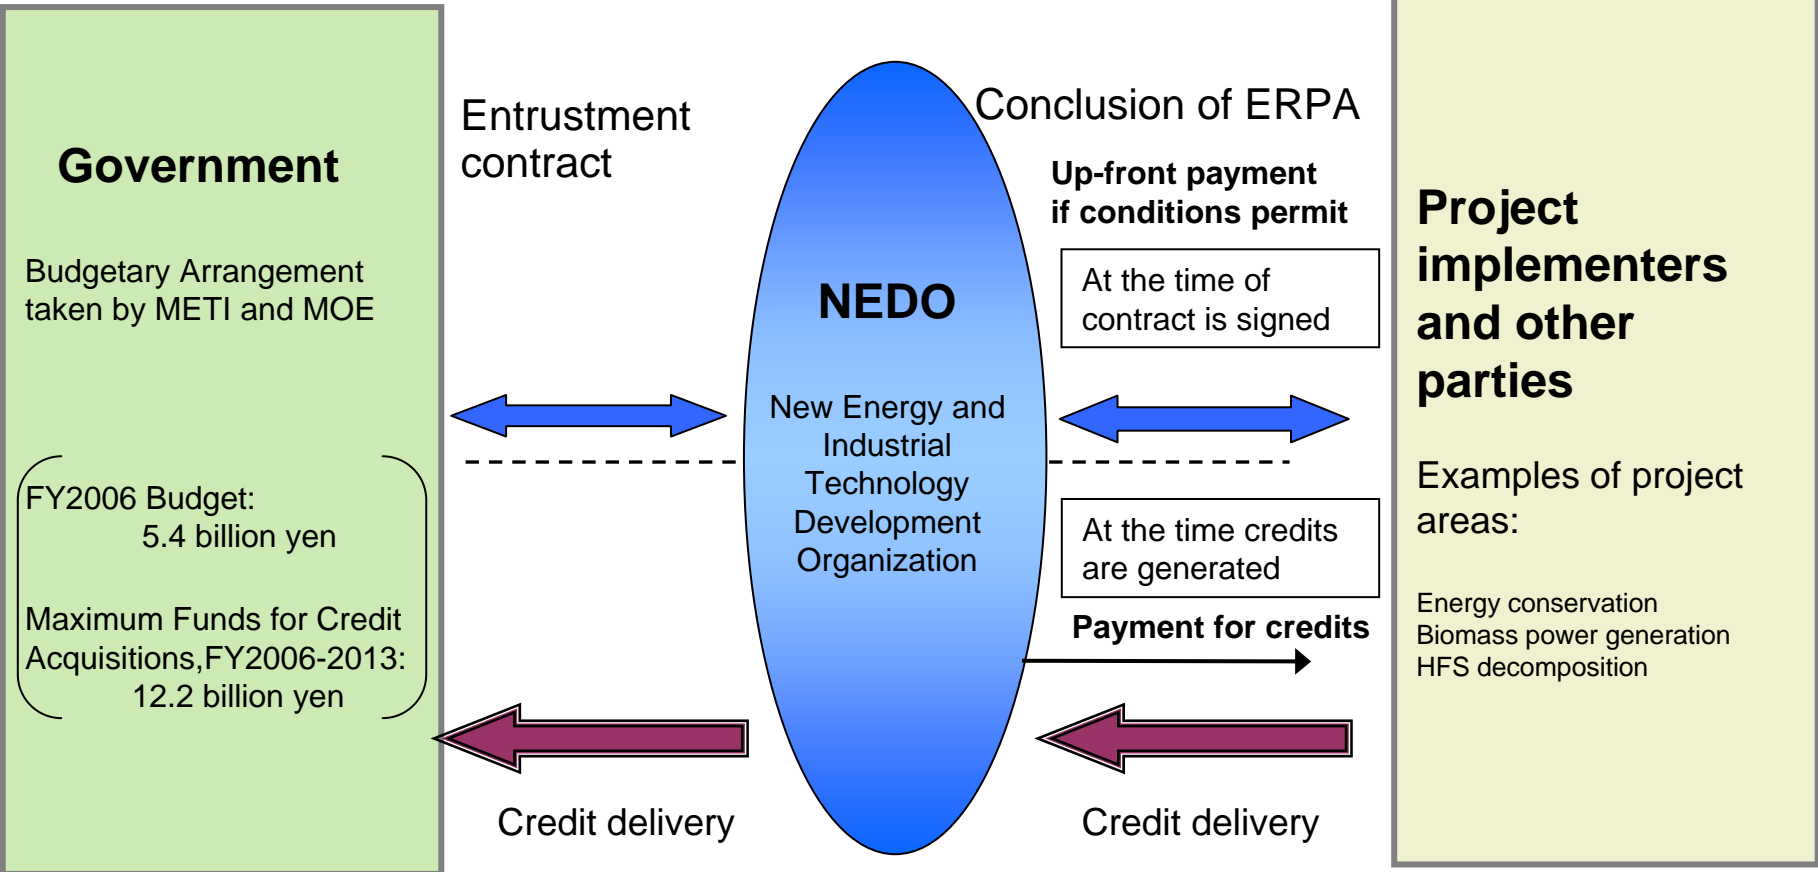 Government
Budgetary Arrangement
taken by METI and MOE
FY2006 Budget:
5.4 billion yen
Maximum Funds for Credit
Acquisitions,FY2006-2013:
12.2 billion yen
Entrustment
contract
Credit delivery
NEDO
New Energy and
Industrial
Technology
Development
Organization
Conclusion of ERPA
Up-front payment
if conditions permit
At the time of
contract is signed
At the time credits
are generated
Payment for credits
Credit delivery
Project
implementers
and other
parties
Examples of project
areas:
Energy conservation
Biomass power generation
HFS decomposition